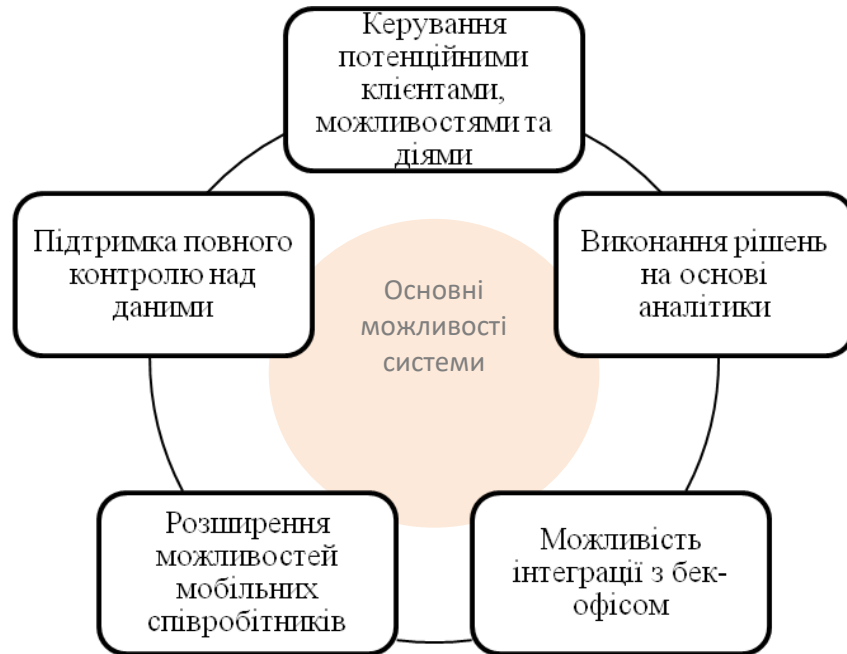 Керування
потенційними
клієнтами,
можливостями та
діями
Підтримка повного
контролю над
даними
Виконання рішень
на основі
аналітики
Основні
можливості
системи
Розширення
можливостей
мобільних
співробітників
Можливість
інтеграції з бек-
офісом